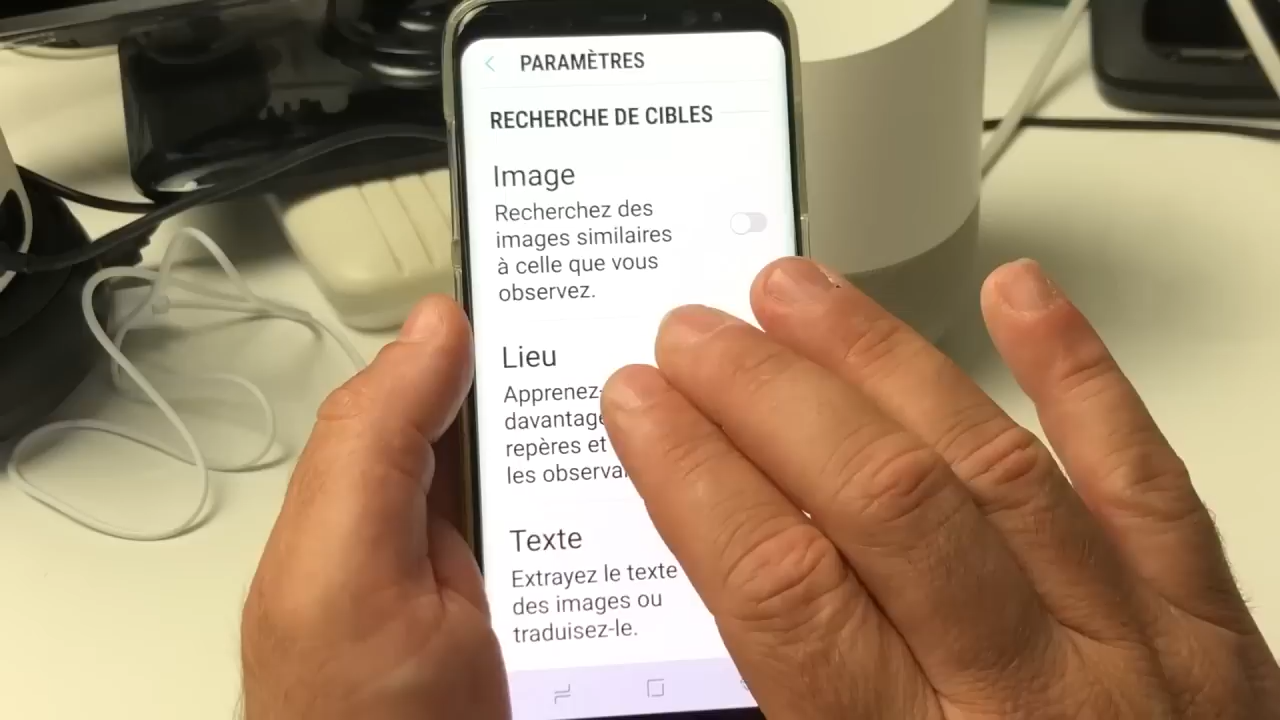 PARAMÈTRES
RECHERCHE DE CIBLES
Image
Recherchez des
images similaires
à celle que vous
observez.
Lieu
Apprenez-
davantage
repères et
les
Texte
Extrayez le texte
des images ou
traduisez-le.